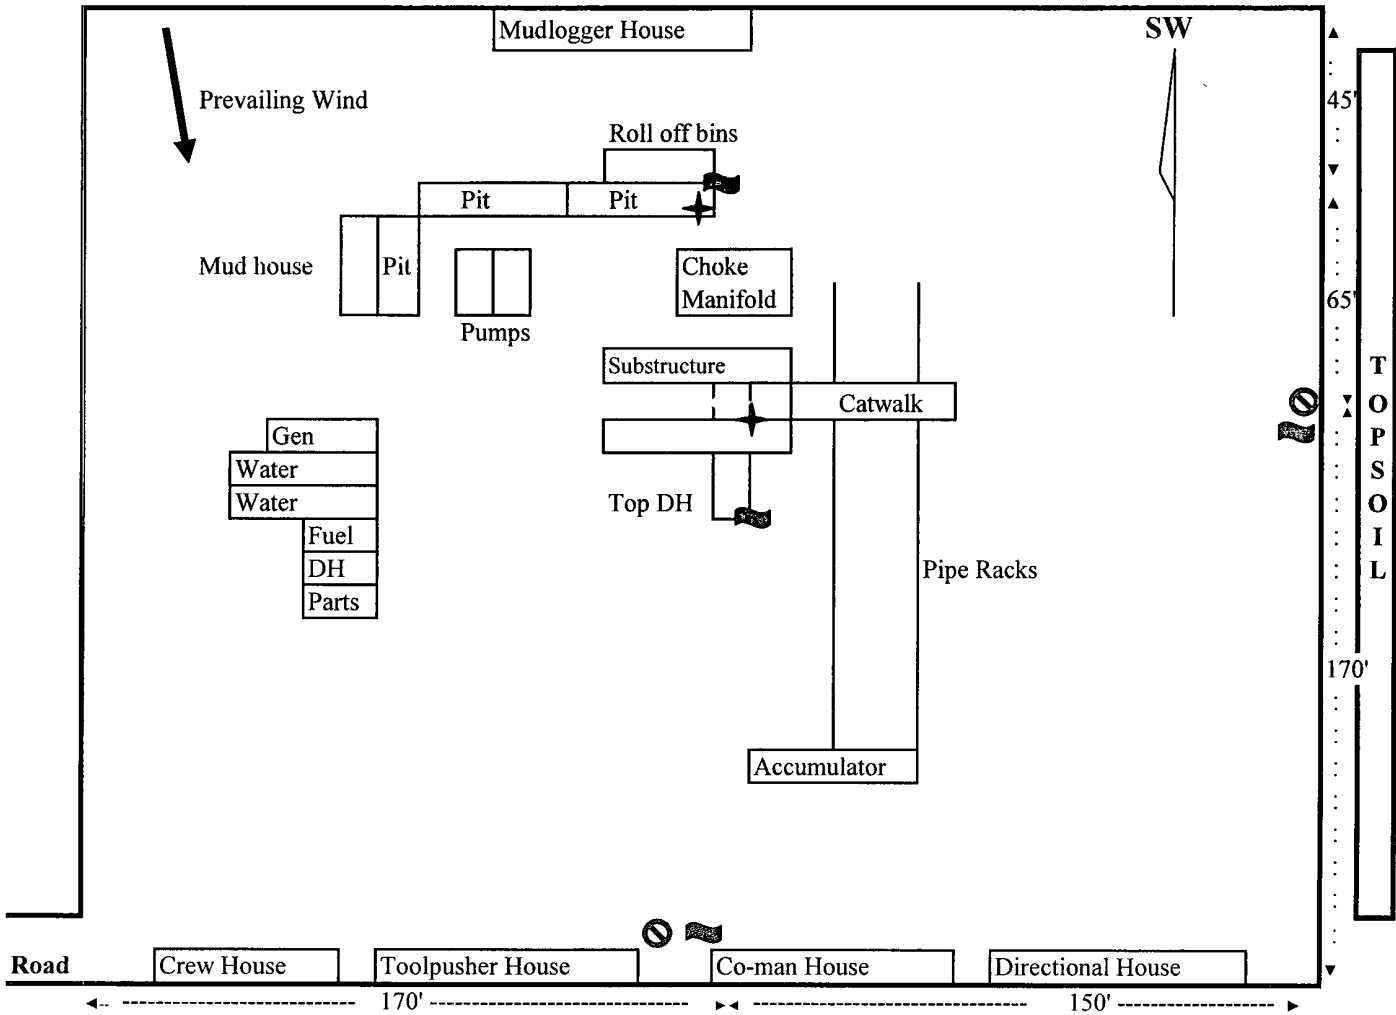 Mudlogger House
SW
Prevailing Wind
45'
Roll off bins
Pit
Pit
Mud house
Pit
Choke
Manifold
65'
Pumps
Substructure
Catwalk
TOPSOIL
Gen
Water
Water
Top DH
Fuel
DH
Pipe Racks
Parts
170'
Accumulator
Road
Crew House
Toolpusher House
Co-man House
Directional House
170'
150'